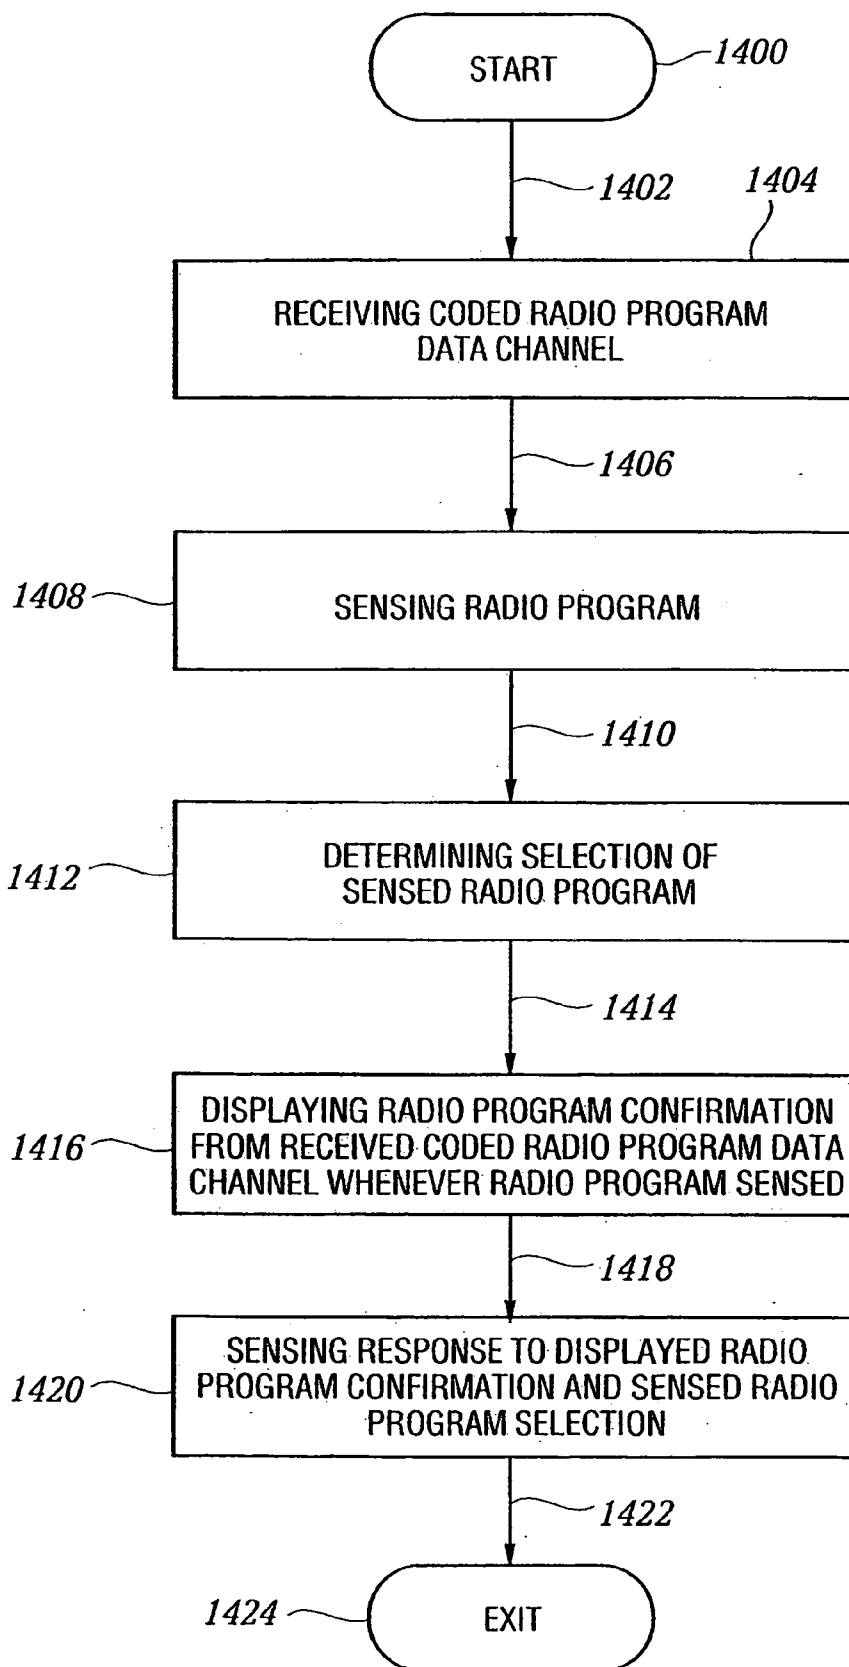 START
1400
1402
1404
RECEIVING CODED RADIO PROGRAM
DATA CHANNEL
1406
1408
SENSING RADIO PROGRAM
1410
1412
DETERMINING SELECTION OF
SENSED RADIO PROGRAM
1414
1416
DISPLAYING RADIO PROGRAM CONFIRMATION
FROM RECEIVED CODED RADIO PROGRAM DATA
CHANNEL WHENEVER RADIO PROGRAM SENSED
1418
1420
SENSING RESPONSE TO DISPLAYED RADIO
PROGRAM CONFIRMATION AND SENSED RADIO
PROGRAM SELECTION
1422
1424
EXIT